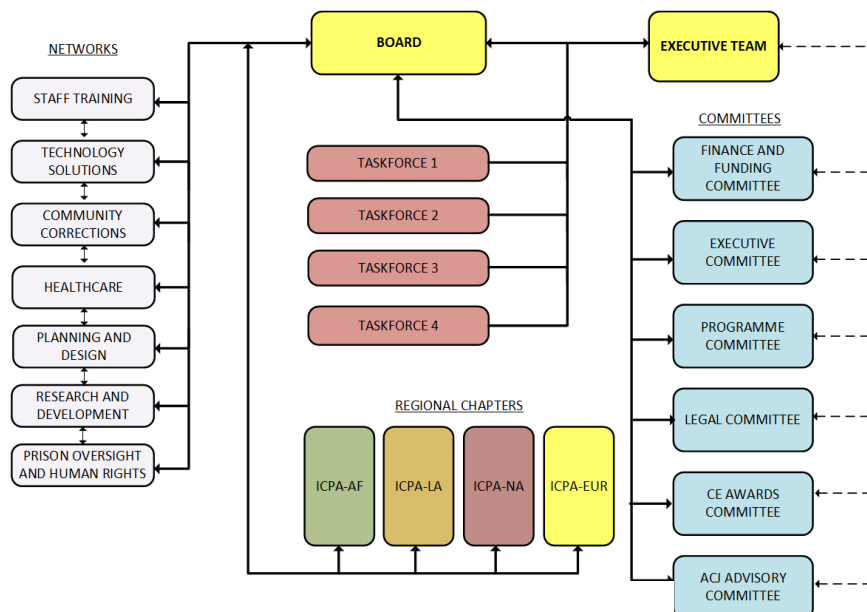 NETWORKS
STAFF TRAINING
TECHNOLOGY
SOLUTIONS
COMMUNITY
CORRECTIONS
HEALTHCARE
PLANNING AND
DESIGN
RESEARCH AND
DEVELOPMENT
PRISON OVERSIGHT
AND HUMAN RIGHTS
BOARD
EXECUTIVE TEAM
TASKFORCE 1
TASKFORCE 2
TASKFORCE 3
TASKFORCE 4
REGIONAL CHAPTERS
ICPA-AF
ICPA-LA
ICPA-NA
ICPA-EUR
COMMITTEES
FINANCE AND
FUNDING
COMMITTEE
EXECUTIVE
COMMITTEE
PROGRAMME
COMMITTEE
LEGAL COMMITTEE
CE AWARDS
COMMITTEE
ACJ ADVISORY
COMMITTEE